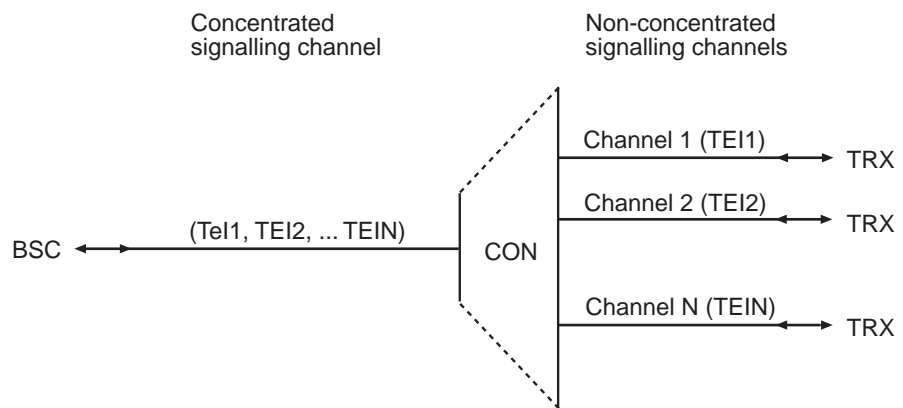 Concentrated
signalling channel
Non-concentrated
signalling channels
Channel 1 (TEI1)
TRX
Channel 2 (TEI2)
TRX
BSC
(TeI1, TEI2, ... TEIN)
CON
Channel N (TEIN)
TRX